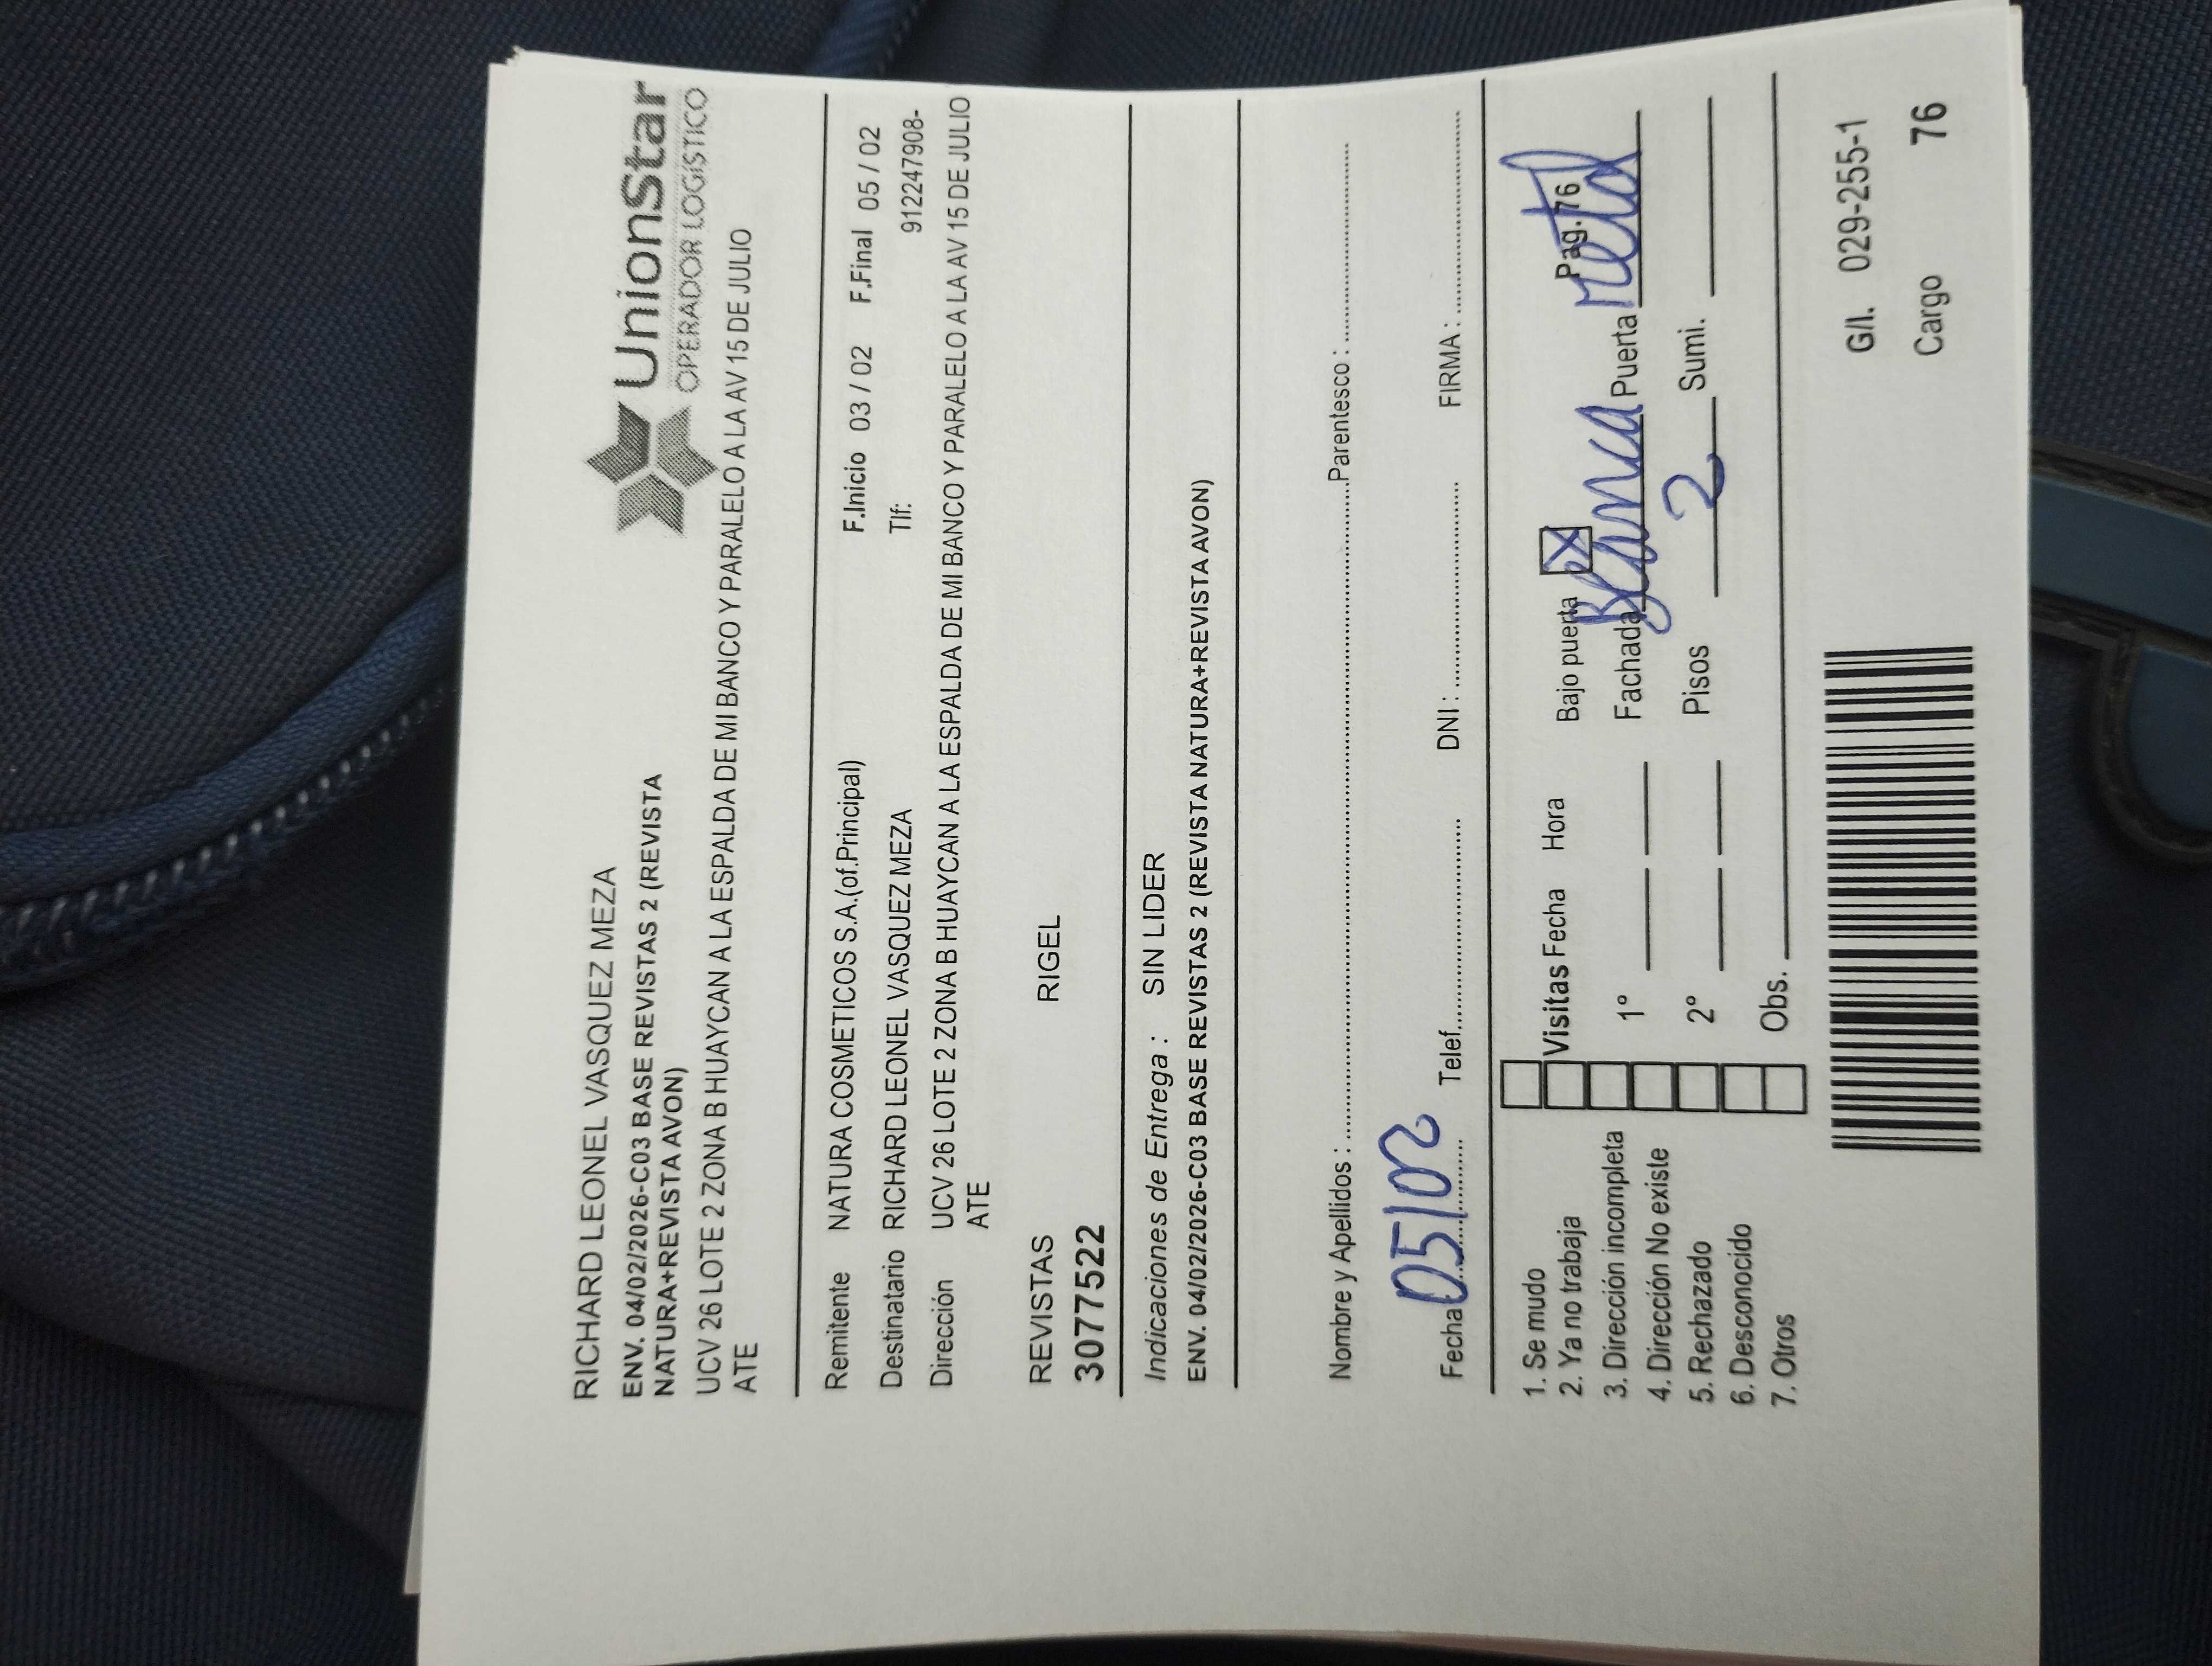 UnionStar
OPERADOR LOGÍSTICO
RICHARD LEONEL VASQUEZ MEZA
ENV. 04/02/2026-C03 BASE REVISTAS 2 (REVISTA
NATURA+REVISTA AVON)
UCV 26 LOTE 2 ZONA B HUAYCAN A LA ESPALDA DE MI BANCO Y PARALELO A LA AV 15 DE JULIO
ATE
Remitente NATURA COSMETICOS S.A.(of.Principal) F.Inicio 03 / 02 F.Final 05 / 02
Destinatario RICHARD LEONEL VASQUEZ MEZA Tlf: 912247908-
Dirección UCV 26 LOTE 2 ZONA B HUAYCAN A LA ESPALDA DE MI BANCO Y PARALELO A LA AV 15 DE JULIO
ATE
REVISTAS RIGEL
3077522
Indicaciones de Entrega : SIN LIDER
ENV. 04/02/2026-C03 BASE REVISTAS 2 (REVISTA NATURA+REVISTA AVON)
Nombre y Apellidos : Parentesco :
Fecha 05/02 Telef. DNI : FIRMA :
1. Se mudo
2. Ya no trabaja
3. Dirección incompleta
4. Dirección No existe
5. Rechazado
6. Desconocido
7. Otros
Visitas Fecha Hora
1º
2º
Obs.
Bajo puerta X Pag. 76
Fachada Blanca Puerta Metal
Pisos 2 Sumi.
G/l. 029-255-1
Cargo 76